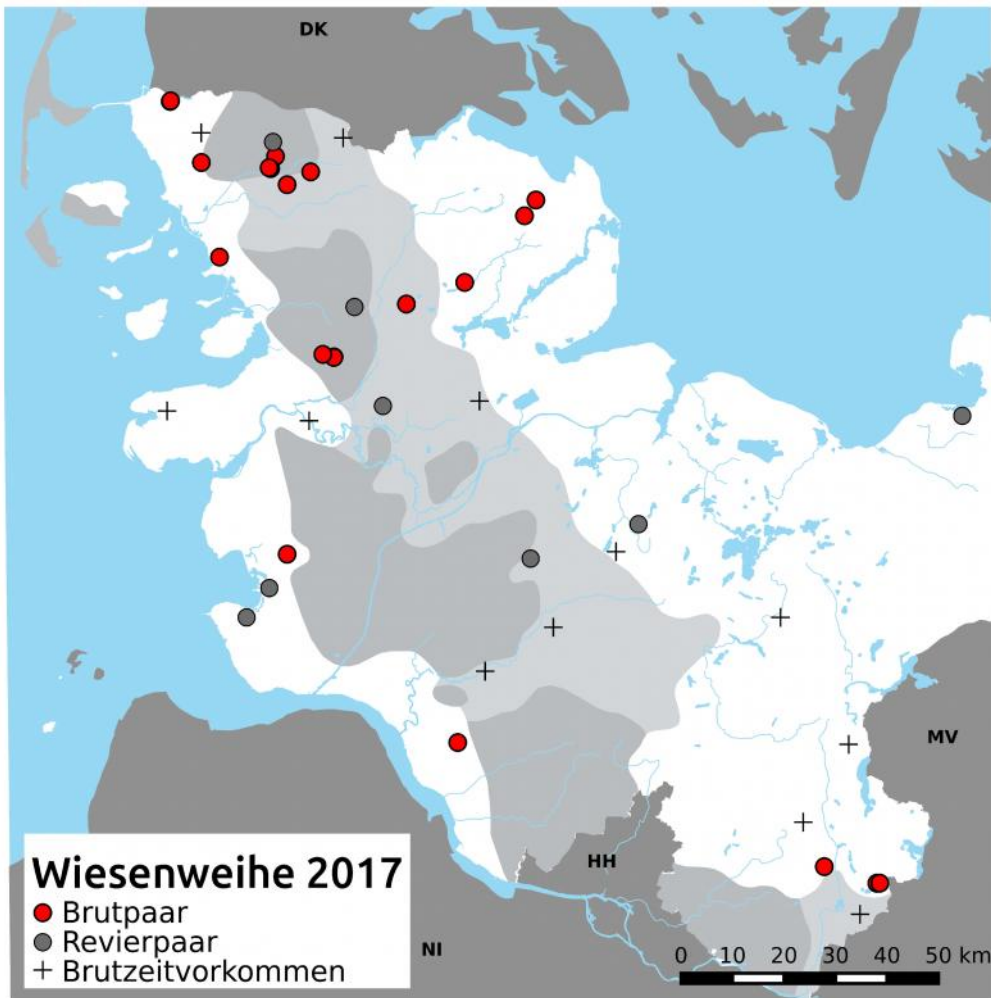 DK
MV
HH
NI
Wiesenweihe 2017
Brutpaar
Revierpaar
Brutzeitvorkommen
0 10 20 30 40 50 km